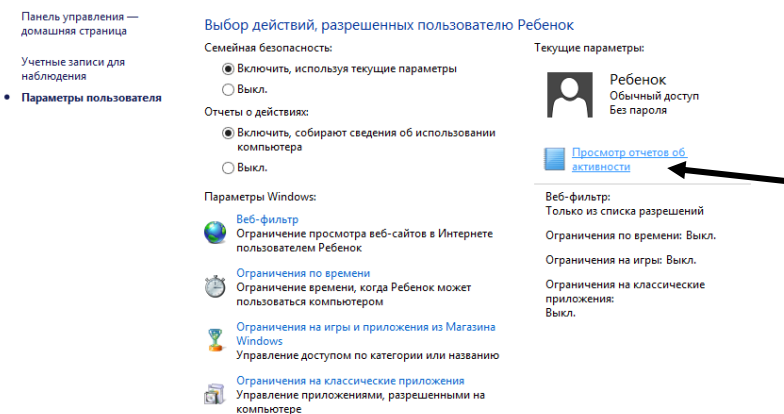 Панель управления —
домашняя страница
Учетные записи для
наблюдения
Параметры пользователя
Выбор действий, разрешенных пользователю Ребенок
Семейная безопасность:
Включить, используя текущие параметры
Выкл.
Отчеты о действиях:
Включить, собирают сведения об использовании
компьютера
Выкл.
Параметры Windows:
Веб-фильтр
Ограничение просмотра веб-сайтов в Интернете
пользователем Ребенок
Ограничения по времени
Ограничение времени, когда Ребенок может
пользоваться компьютером
Ограничения на игры и приложения из Магазина
Windows
Управление доступом по категории или названию
Ограничения на классические приложения
Управление приложениями, разрешенными на
компьютере
Текущие параметры:
Ребенок
Обычный доступ
Без пароля
Просмотр отчетов об
активности
Веб-фильтр:
Только из списка разрешений
Ограничения по времени: Выкл.
Ограничения на игры: Выкл.
Ограничения на классические
приложения:
Выкл.